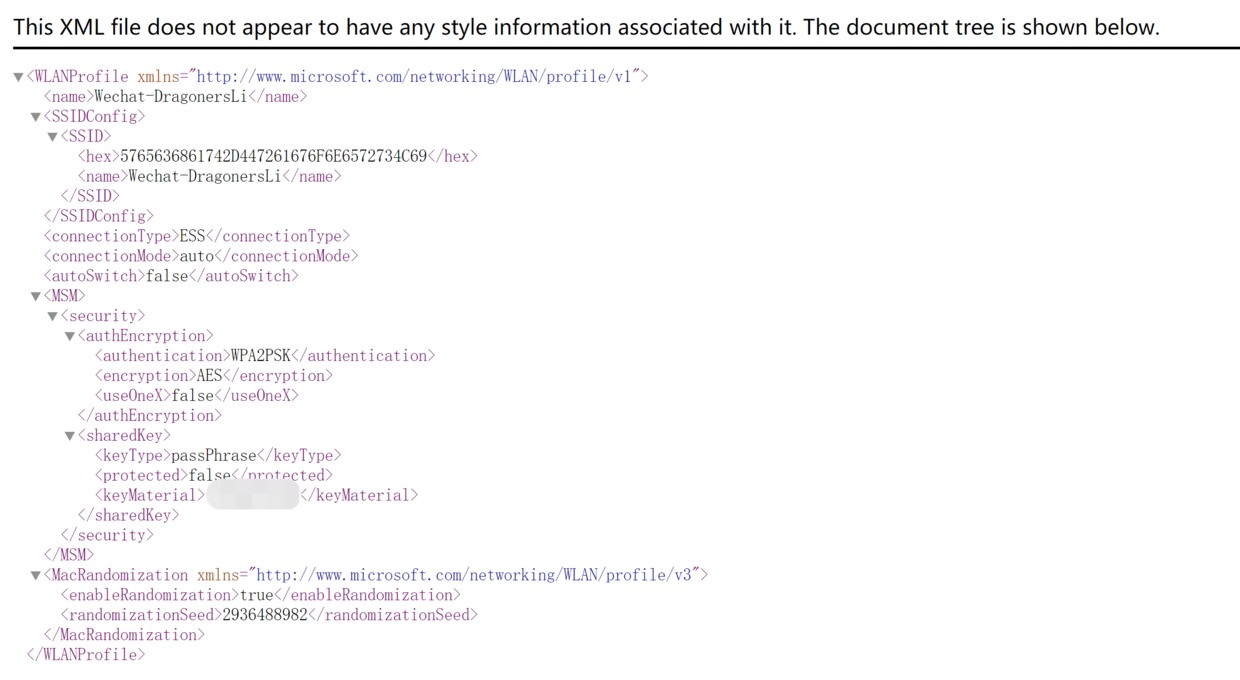 This XML file does not appear to have any style information associated with it. The document tree is shown below.
▼<WLANProfile xmlns="http://www.microsoft.com/networking/WLAN/profile/v1">
<name>Wechat-DragonersLi</name>
▼<SSIDConfig>
▼<SSID>
<hex>5765636861742D447261676F6E6572734C69</hex>
<name>Wechat-DragonersLi</name>
</SSID>
</SSIDConfig>
<connectionType>ESS</connectionType>
<connectionMode>auto</connectionMode>
<autoSwitch>false</autoSwitch>
▼<MSM>
▼<security>
▼<authEncryption>
<authentication>WPA2PSK</authentication>
<encryption>AES</encryption>
<useOneX>false</useOneX>
</authEncryption>
▼<sharedKey>
<keyType>passPhrase</keyType>
<protected>false</protected>
<keyMaterial></keyMaterial>
</sharedKey>
</security>
</MSM>
▼<MacRandomization xmlns="http://www.microsoft.com/networking/WLAN/profile/v3">
<enableRandomization>true</enableRandomization>
<randomizationSeed>2936488982</randomizationSeed>
</MacRandomization>
</WLANProfile>